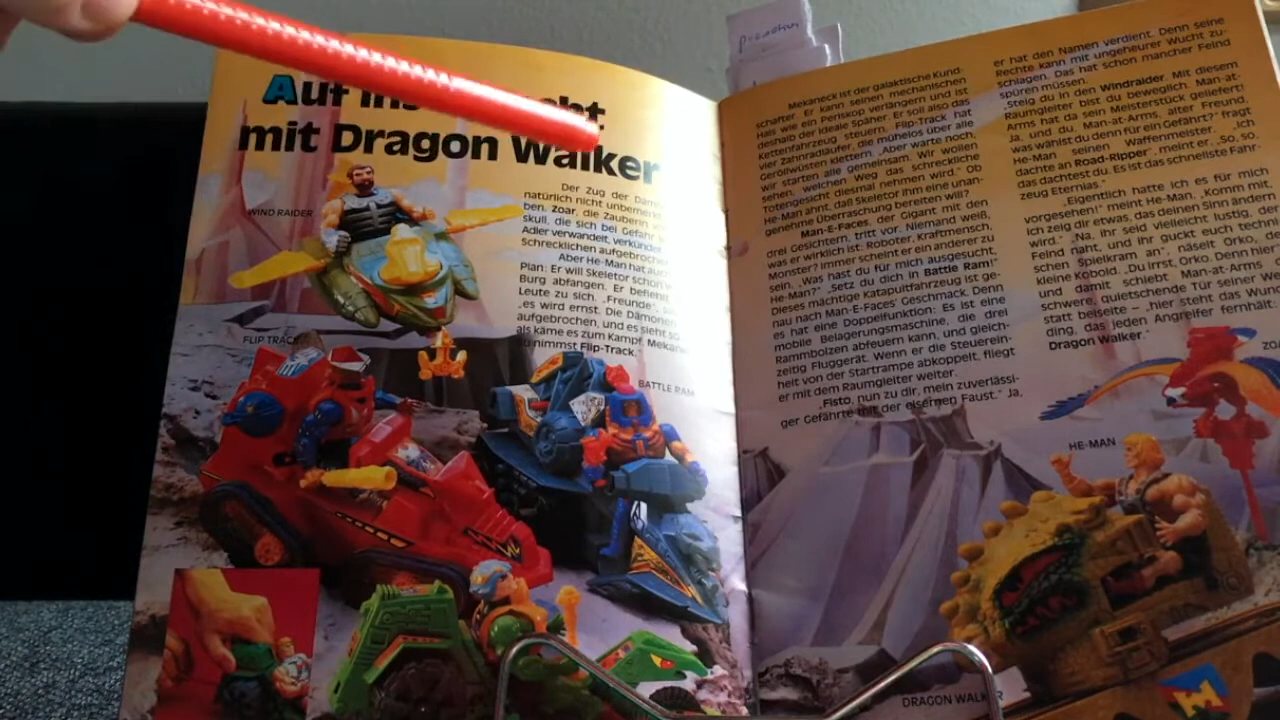 Auf
mit Dragon Walker
WIND RAIDER
Der Zug der
natürlich nicht
ben. Zoar, die Zauberin
skull, die sich bei Gefahr
Adler verwandelt, verkündet
Schrecklichen aufgebrochen
Aber He-Man hat auch
Plan: Er will Skeletor schon
Burg abfangen. Er befiehlt
Leute zu sich. „Freunde",
„es wird ernst. Die Dämonen
aufgebrochen, und es sieht so
als käme es zum Kampf.
nimmst Flip-Track."
FLIP TRACK
BATTLE RAM
Mekaneck ist der galaktische Kund-
schafter. Er kann seinen mechanischen
Hals wie ein Periskop verlängern und ist
deshalb der ideale Späher. Er soll also das
Kettenfahrzeug steuern. Flip-Track hat
vier Zahnradläufer, die mühelos über alle
Geröllwüsten klettern. „Aber warte noch,
wir starten alle gemeinsam. Wir wollen
sehen, welchen Weg das schreckliche
Totengesicht diesmal nehmen wird." Ob
He-Man ahnt, daß Skeletor ihm eine unan-
genehme Überraschung bereiten will?
Man-E-Faces, der Gigant mit den
drei Gesichtern, tritt vor. Niemand weiß,
was er wirklich ist: Roboter, Kraftmensch,
Monster? Immer scheint er ein anderer zu
sein. „Was hast du für mich ausgesucht,
He-Man?" „Setz du dich in Battle Ram!"
Dieses mächtige Katapultfahrzeug ist ge-
nau nach Man-E-Faces' Geschmack. Denn
es hat eine Doppelfunktion: Es ist eine
mobile Belagerungsmaschine, die drei
Rammbolzen abfeuern kann, und gleich-
zeitig Fluggerät. Wenn er die Steuerein-
heit von der Startrampe abkoppelt, fliegt
er mit dem Raumgleiter weiter.
„Fisto, nun zu dir, mein zuverlässi-
ger Gefährte mit der eisernen Faust." Ja,
er hat den Namen verdient. Denn seine
Rechte kann mit ungeheurer Wucht zu-
schlagen. Das hat schon mancher Feind
spüren müssen.
„Steig du in den Windraider. Mit diesem
Raumgleiter bist du beweglich. Man-at-
Arms hat da sein Meisterstück geliefert!
Ja, und du, Man-at-Arms, alter Freund,
was wählst du denn für ein Gefährt?" fragt
He-Man seinen Waffenmeister. „Ich
dachte an Road-Ripper", meint er. „So, so,
das dachtest du. Es ist das schnellste Fahr-
zeug Eternias."
„Eigentlich hatte ich es für mich
vorgesehen!" meint He-Man, „Komm mit,
ich zeig dir etwas, das deinen Sinn ändern
wird." „Na, ihr seid vielleicht lustig, der
Feind naht, und ihr guckt euch techni-
schen Spielkram an", näselt Orko, de
kleine Kobold. „Du irrst, Orko. Denn hier
und damit schiebt Man-at-Arms d
schwere, quietschende Tür seiner We
statt beiseite – „hier steht das Wund
ding, das jeden Angreifer fernhält:
Dragon Walker."
ZO
HE-MAN
DRAGON WALKER